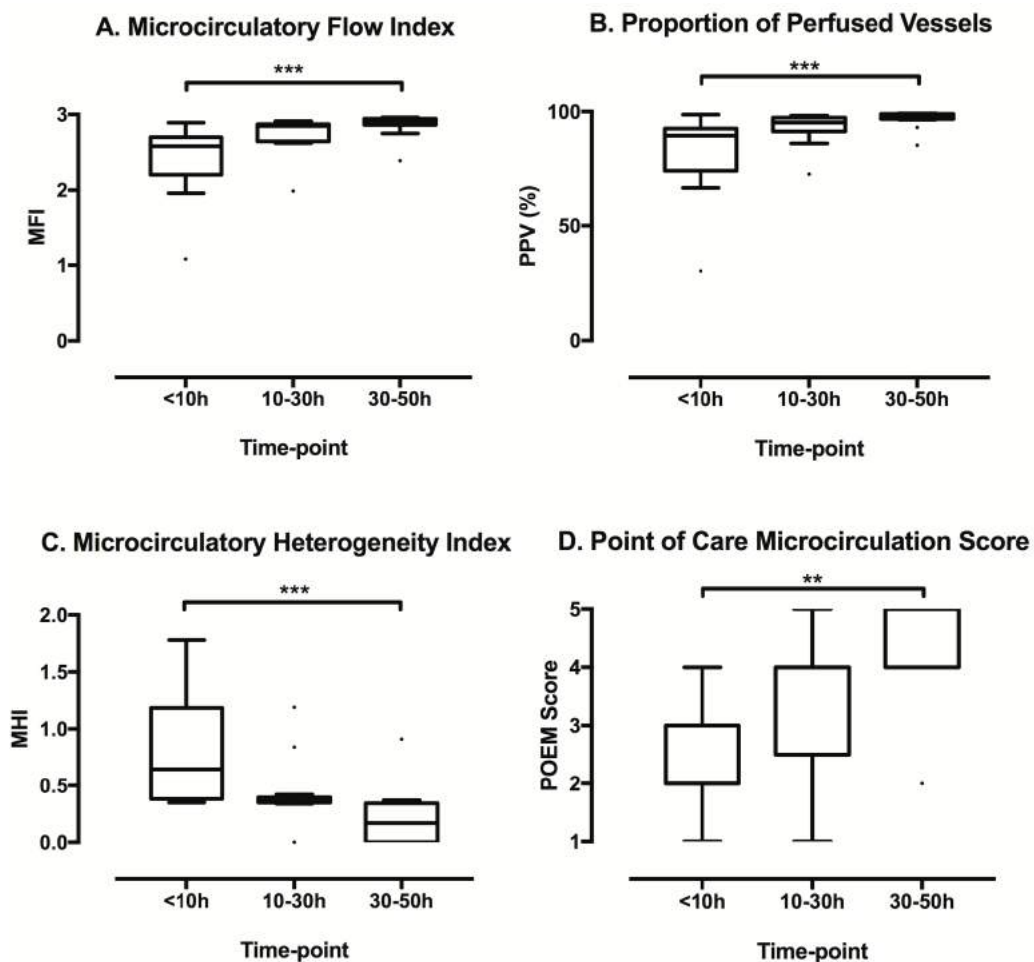 A. Microcirculatory Flow Index
***
3
2
1
0
MFI
<10h 10-30h 30-50h
Time-point
B. Proportion of Perfused Vessels
***
100
50
0
PPV (%)
<10h 10-30h 30-50h
Time-point
C. Microcirculatory Heterogeneity Index
***
2.0
1.5
1.0
0.5
0.0
MHI
<10h 10-30h 30-50h
Time-point
D. Point of Care Microcirculation Score
**
5
4
3
2
1
POEM Score
<10h 10-30h 30-50h
Time-point